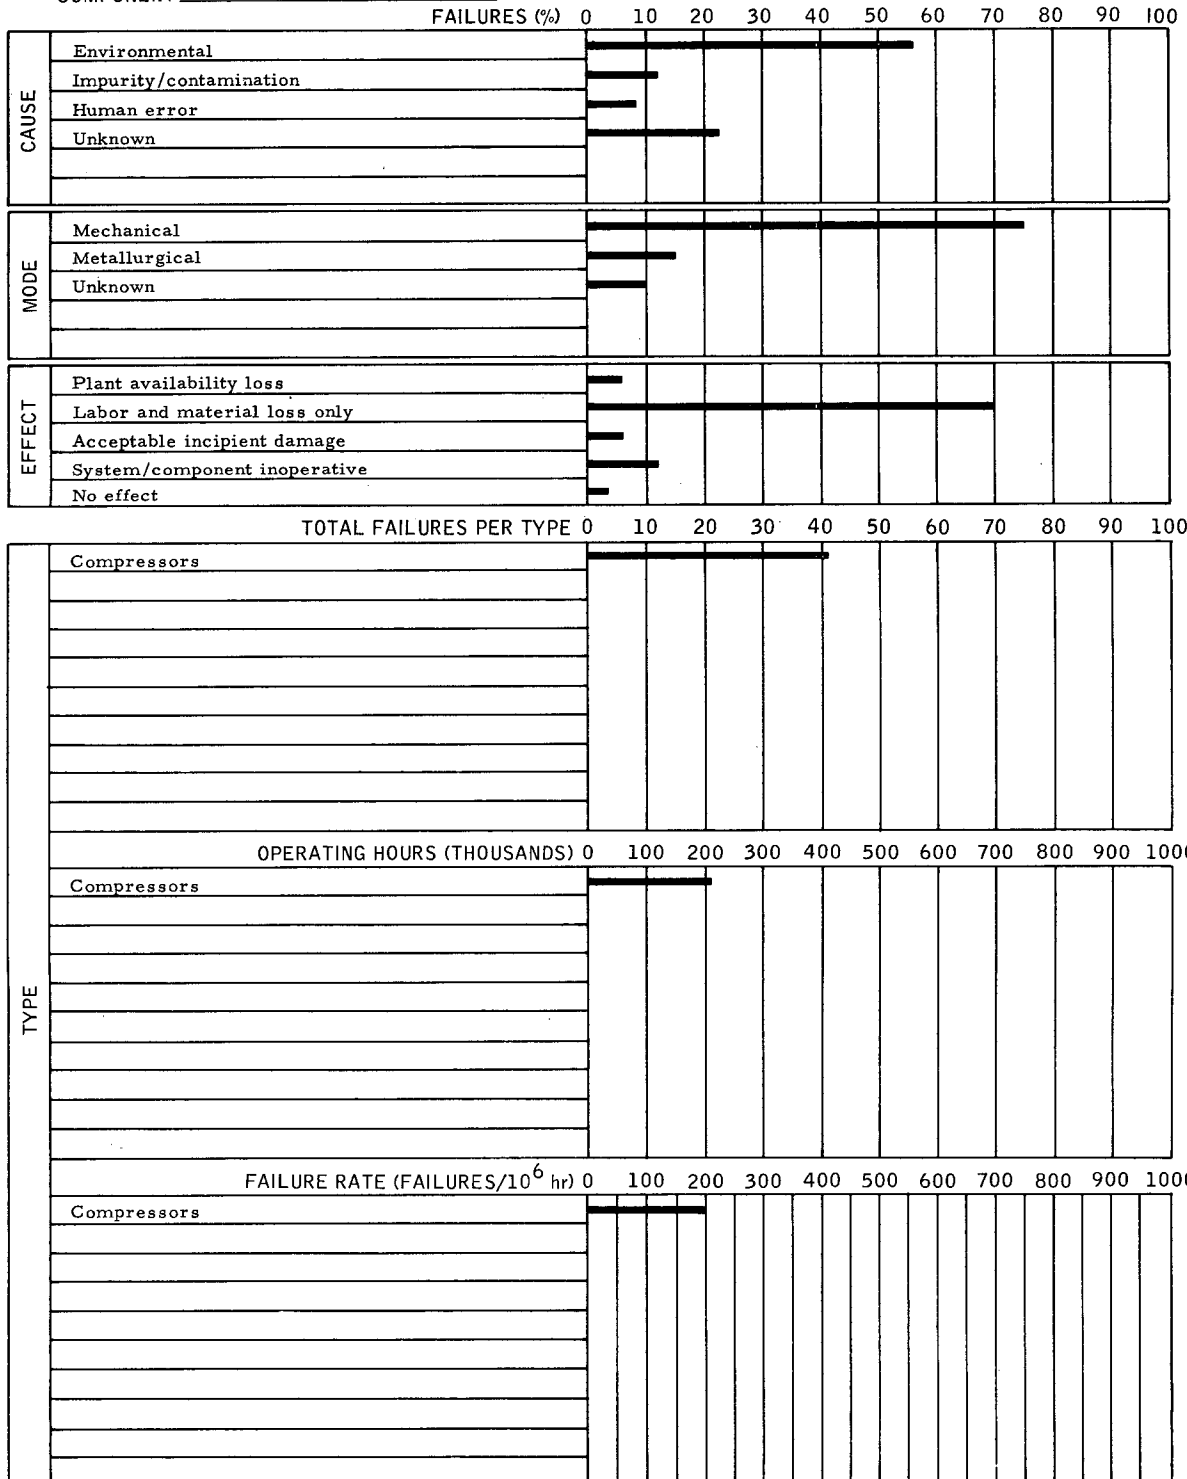 FAILURES (%) 0 10 20 30 40 50 60 70 80 90 100
CAUSE
Environmental
Impurity/contamination
Human error
Unknown
MODE
Mechanical
Metallurgical
Unknown
EFFECT
Plant availability loss
Labor and material loss only
Acceptable incipient damage
System/component inoperative
No effect
TOTAL FAILURES PER TYPE 0 10 20 30 40 50 60 70 80 90 100
TYPE
Compressors
OPERATING HOURS (THOUSANDS) 0 100 200 300 400 500 600 700 800 900 1000
Compressors
FAILURE RATE (FAILURES/10⁶ hr) 0 100 200 300 400 500 600 700 800 900 1000
Compressors